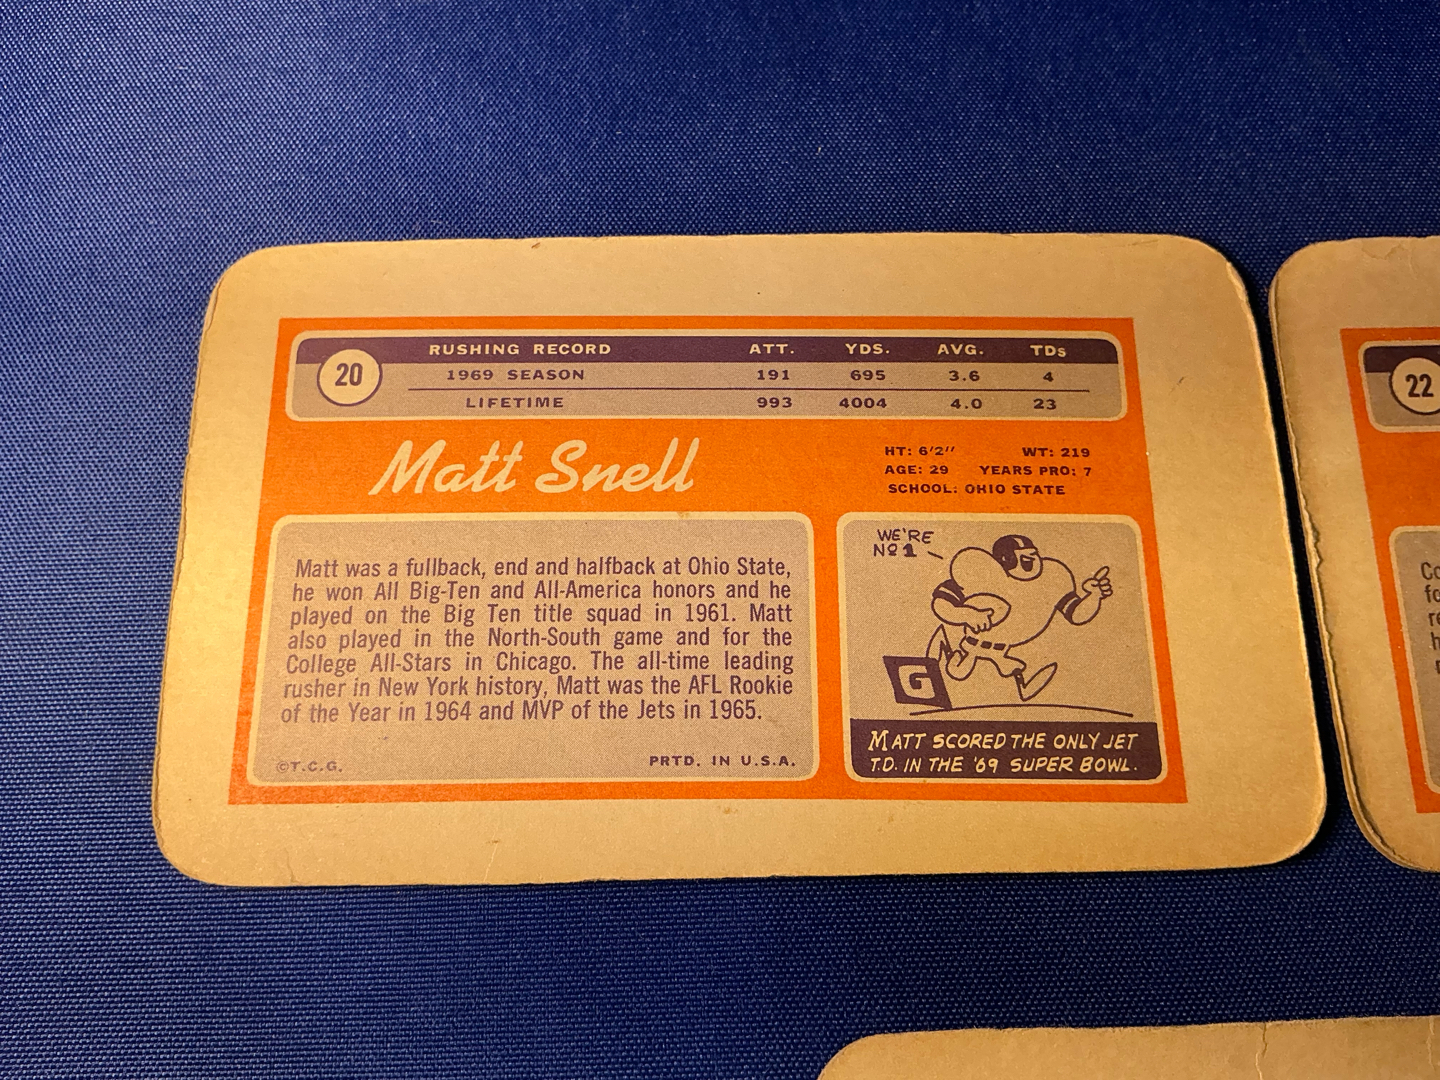 20
RUSHING RECORD ATT. YDS. AVG. TDs
1969 SEASON 191 695 3.6 4
LIFETIME 993 4004 4.0 23
Matt Snell
HT: 6'2'' WT: 219
AGE: 29 YEARS PRO: 7
SCHOOL: OHIO STATE
Matt was a fullback, end and halfback at Ohio State,
he won All Big-Ten and All-America honors and he
played on the Big Ten title squad in 1961. Matt
also played in the North-South game and for the
College All-Stars in Chicago. The all-time leading
rusher in New York history, Matt was the AFL Rookie
of the Year in 1964 and MVP of the Jets in 1965.
©T.C.G. PRTD. IN U.S.A.
WE'RE
Nº 1
G
MATT SCORED THE ONLY JET
T.D. IN THE '69 SUPER BOWL.
22